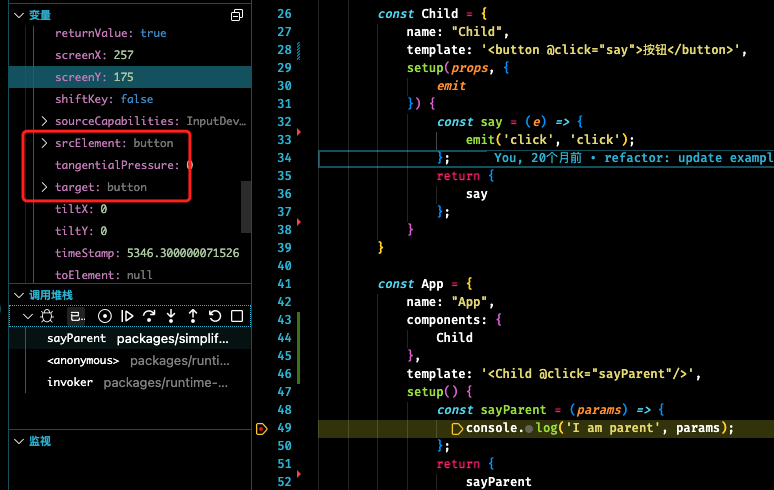 变量
returnValue: true
screenX: 257
screenY: 175
shiftKey: false
sourceCapabilities: InputDev…
srcElement: button
tangentialPressure: 0
target: button
tiltX: 0
tiltY: 0
timeStamp: 5346.300000071526
toElement: null
调用堆栈
已…
sayParent packages/simplif…
<anonymous> packages/runti…
invoker packages/runtime-…
监视
26 const Child = {
27 name: "Child",
28 template: '<button @click="say">按钮</button>',
29 setup(props, {
30 emit
31 }) {
32 const say = (e) => {
33 emit('click', 'click');
34 }; You, 20个月前 • refactor: update exampl
35 return {
36 say
37 };
38 }
39 }
40
41 const App = {
42 name: "App",
43 components: {
44 Child
45 },
46 template: '<Child @click="sayParent"/>',
47 setup() {
48 const sayParent = (params) => {
49 console.log('I am parent', params);
50 };
51 return {
52 sayParent